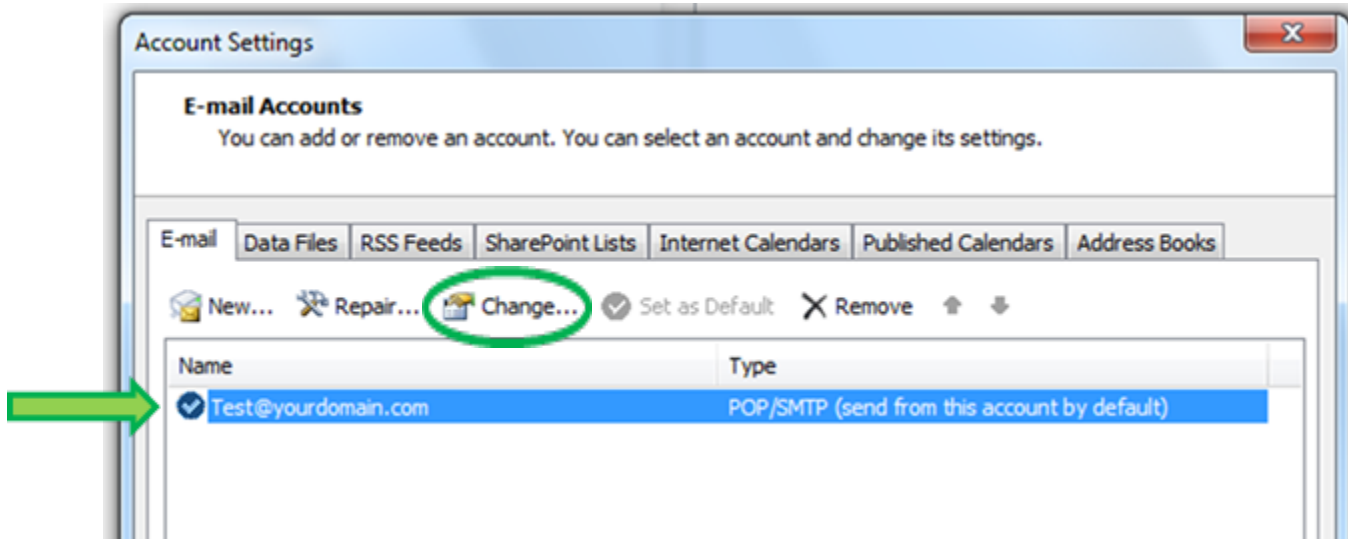 Account Settings
E-mail Accounts
You can add or remove an account. You can select an account and change its settings.
E-mail Data Files RSS Feeds SharePoint Lists Internet Calendars Published Calendars Address Books
New... Repair... Change... Set as Default Remove
Name Type
Test@yourdomain.com POP/SMTP (send from this account by default)